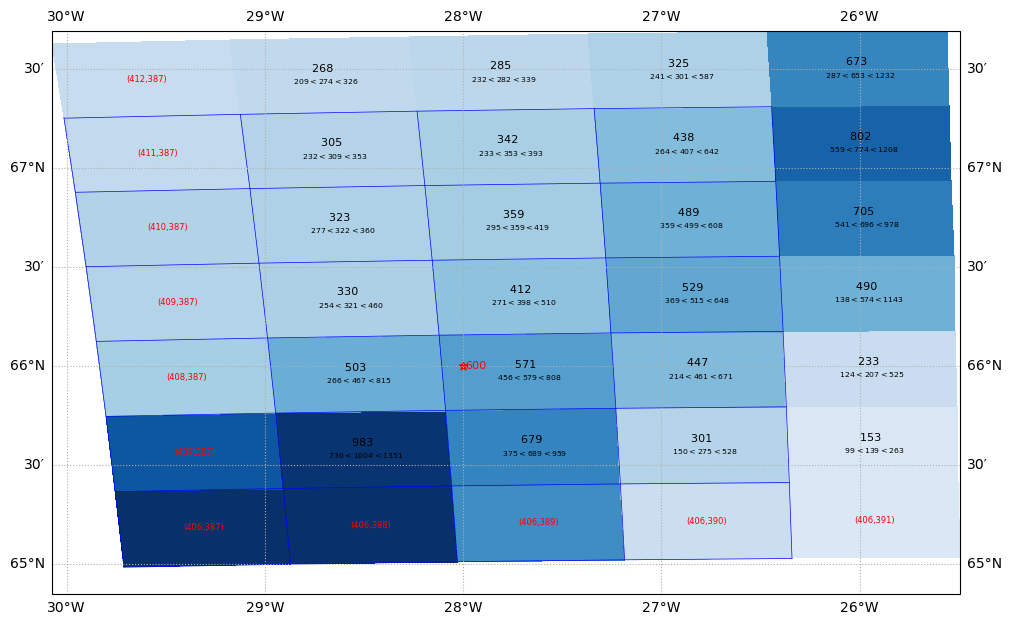 30°W 29°W 28°W 27°W 26°W
30′ (412,387) 268 285 325 673 30′
209 < 274 < 326 232 < 282 < 339 241 < 301 < 587 287 < 653 < 1232
(411,387) 305 342 438 802
232 < 309 < 353 233 < 353 < 393 264 < 407 < 642 559 < 774 < 1208
67°N 67°N
(410,387) 323 359 489 705
277 < 322 < 360 295 < 359 < 419 359 < 499 < 608 541 < 696 < 978
30′ 30′
(409,387) 330 412 529 490
254 < 321 < 460 271 < 398 < 510 369 < 515 < 648 138 < 574 < 1143
66°N (408,387) 503 600 571 447 233 66°N
266 < 467 < 815 456 < 579 < 808 214 < 461 < 671 124 < 207 < 525
(407,387) 983 679 301 153
730 < 1004 < 1351 375 < 689 < 959 150 < 275 < 528 99 < 139 < 263
30′ 30′
(406,387) (406,388) (406,389) (406,390) (406,391)
65°N 65°N
30°W 29°W 28°W 27°W 26°W